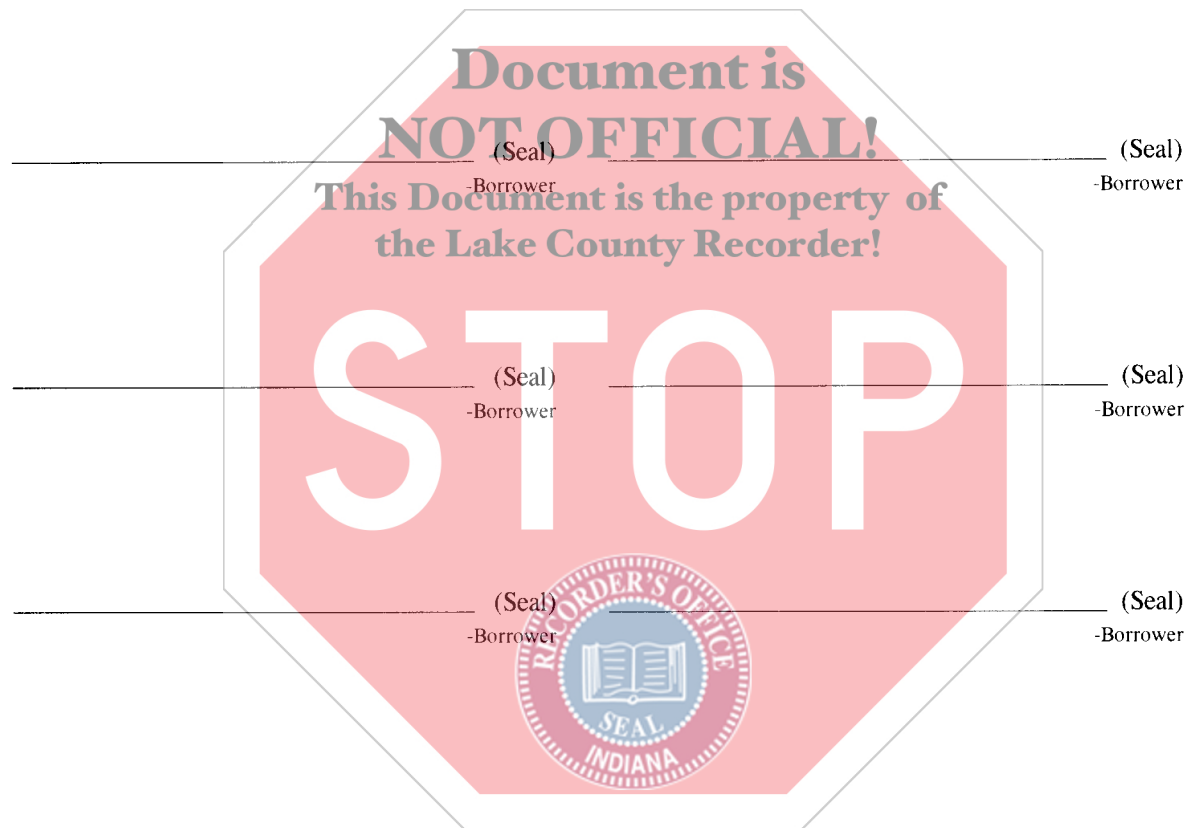 Document is
NOT OFFICIAL!
(Seal) (Seal)
-Borrower -Borrower
This Document is the property of
the Lake County Recorder!
STOP
(Seal) (Seal)
-Borrower -Borrower
(Seal) (Seal)
-Borrower -Borrower
RECORDER'S OFFICE
SEAL
INDIANA